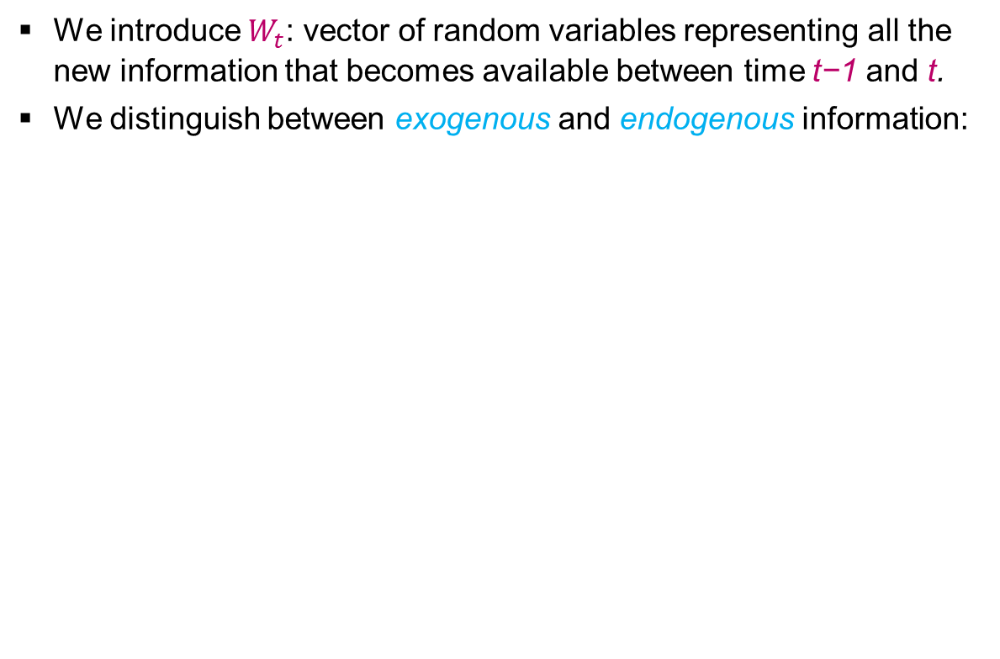 ▪ We introduce W_t: vector of random variables representing all the
new information that becomes available between time t−1 and t.
▪ We distinguish between exogenous and endogenous information: